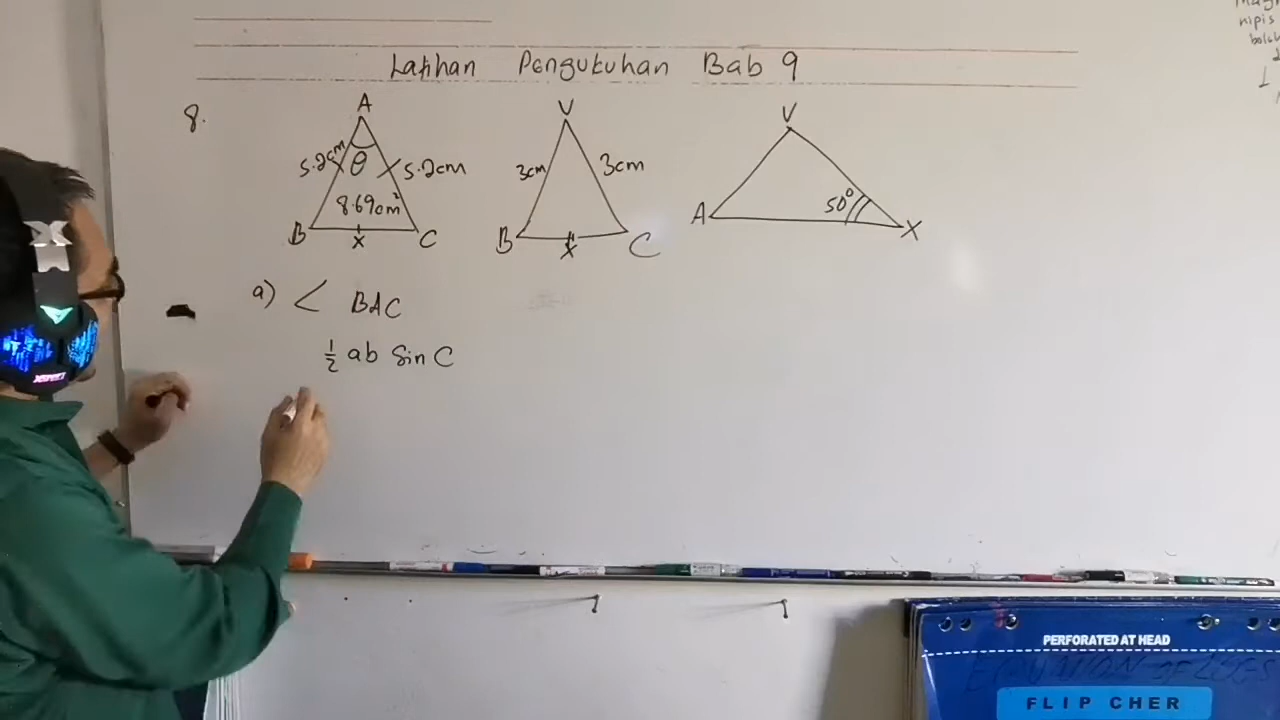 Latihan Pengukuhan Bab 9
8.
A
5.2cm θ 5.2cm
8.69cm²
B x C
V
3cm 3cm
B x C
V
50°
A X
a) < BAC
½ ab Sin C
nipis
PERFORATED AT HEAD
FLIP CHER